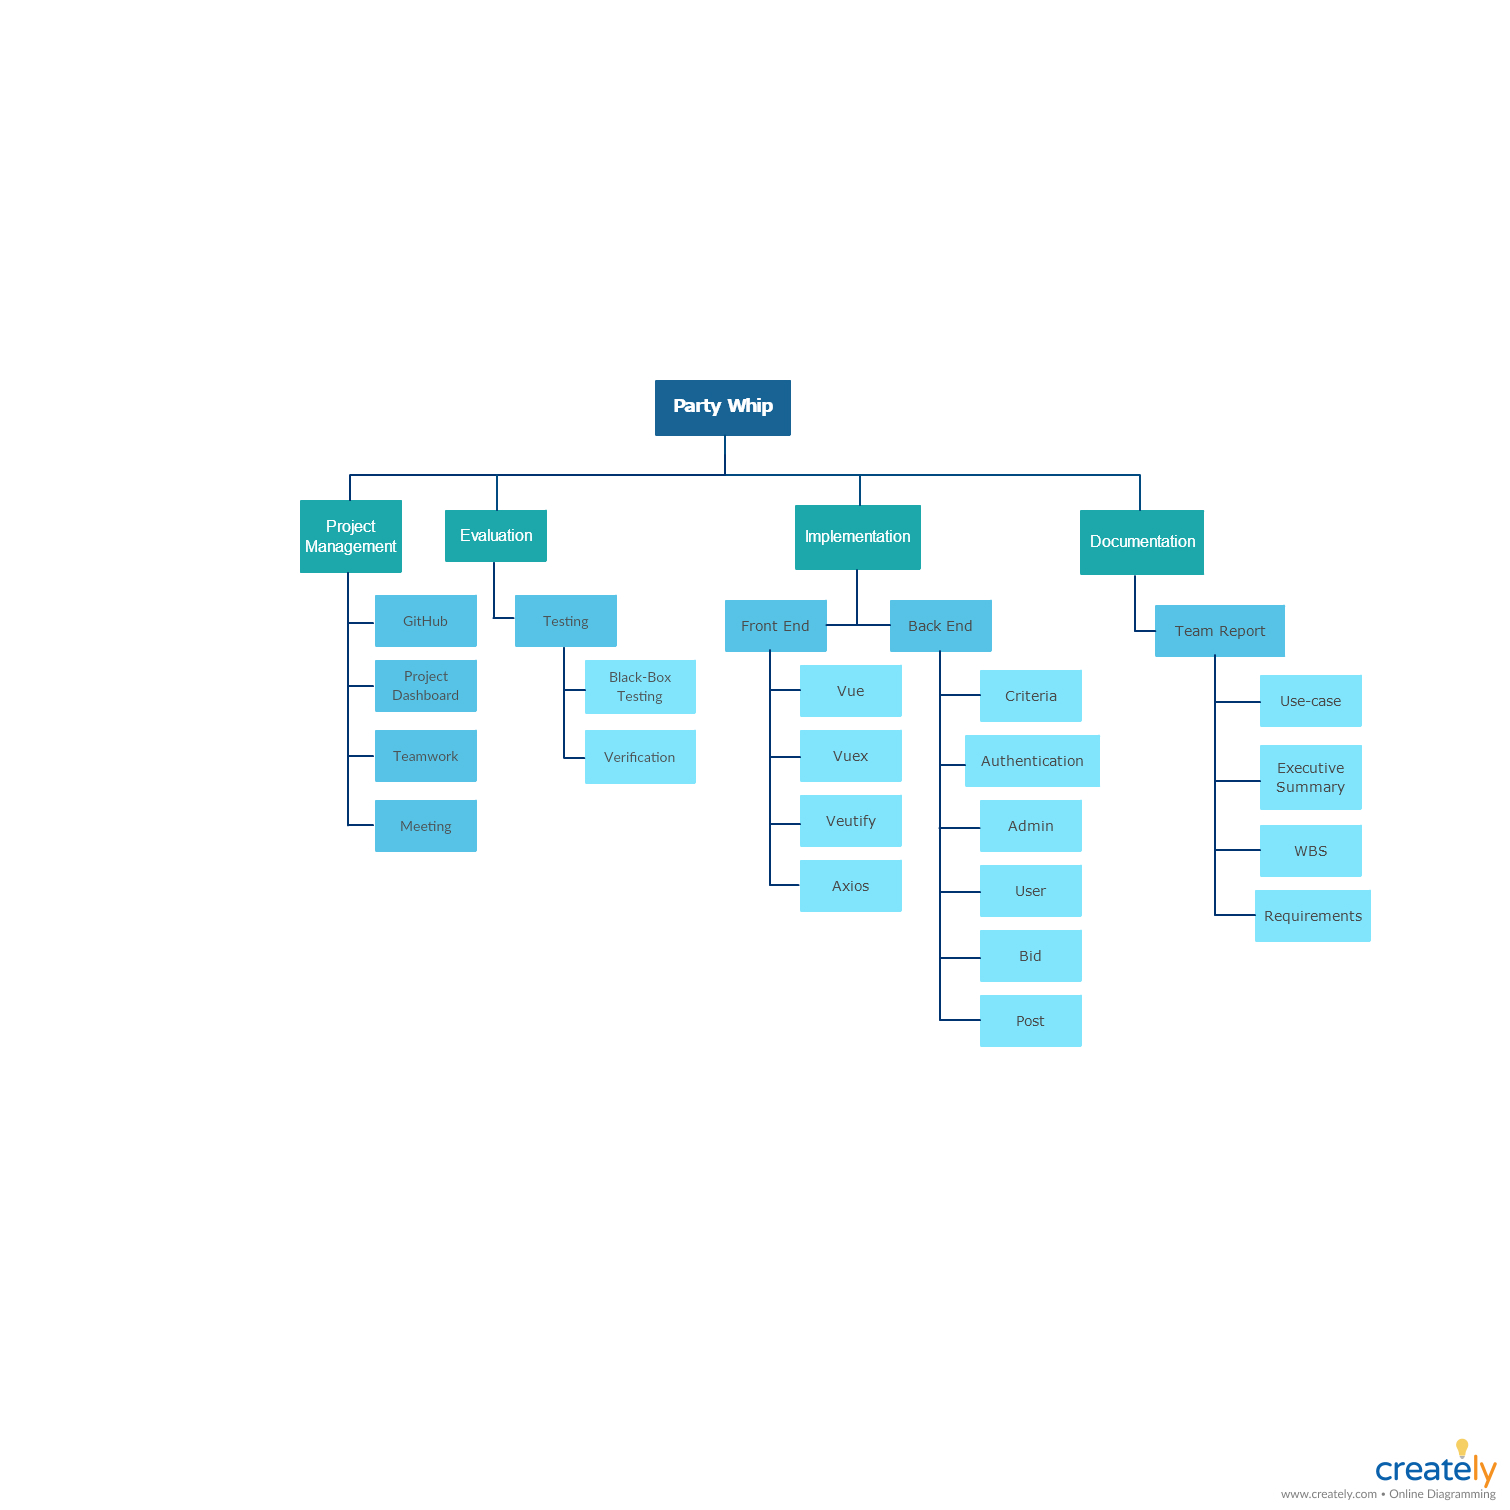 Party Whip
Project
Management
Evaluation
Implementation
Documentation
GitHub
Project
Dashboard
Teamwork
Meeting
Testing
Black-Box
Testing
Verification
Front End
Back End
Vue
Vuex
Veutify
Axios
Criteria
Authentication
Admin
User
Bid
Post
Team Report
Use-case
Executive
Summary
WBS
Requirements
creately
www.creately.com • Online Diagramming